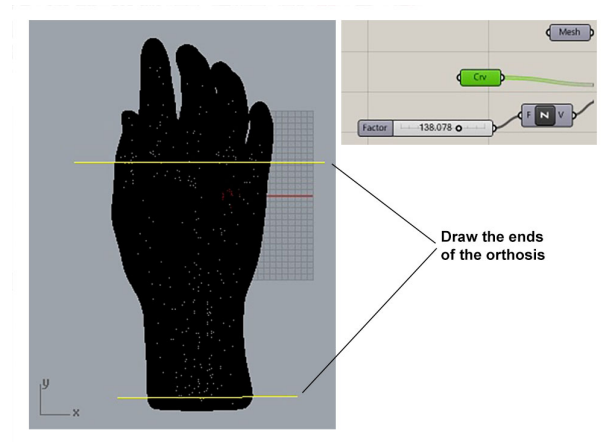 Mesh
Crv
Factor 138.078
F N V
Draw the ends
of the orthosis
y
x